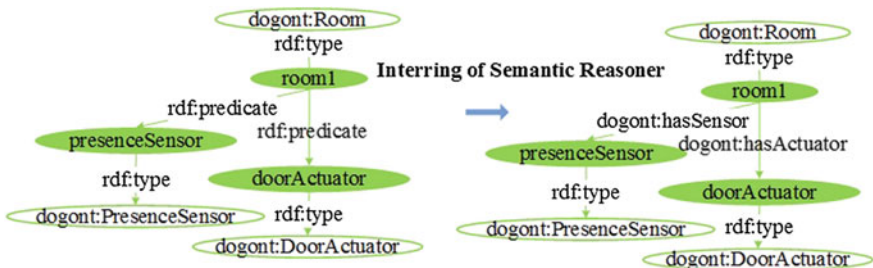 dogont:Room
rdf:type
room1
rdf:predicate
rdf:predicate
presenceSensor
rdf:type
doorActuator
dogont:PresenceSensor
rdf:type
dogont:DoorActuator
Interring of Semantic Reasoner
dogont:Room
rdf:type
room1
dogont:hasSensor
dogont:hasActuator
presenceSensor
rdf:type
doorActuator
dogont:PresenceSensor
rdf:type
dogont:DoorActuator